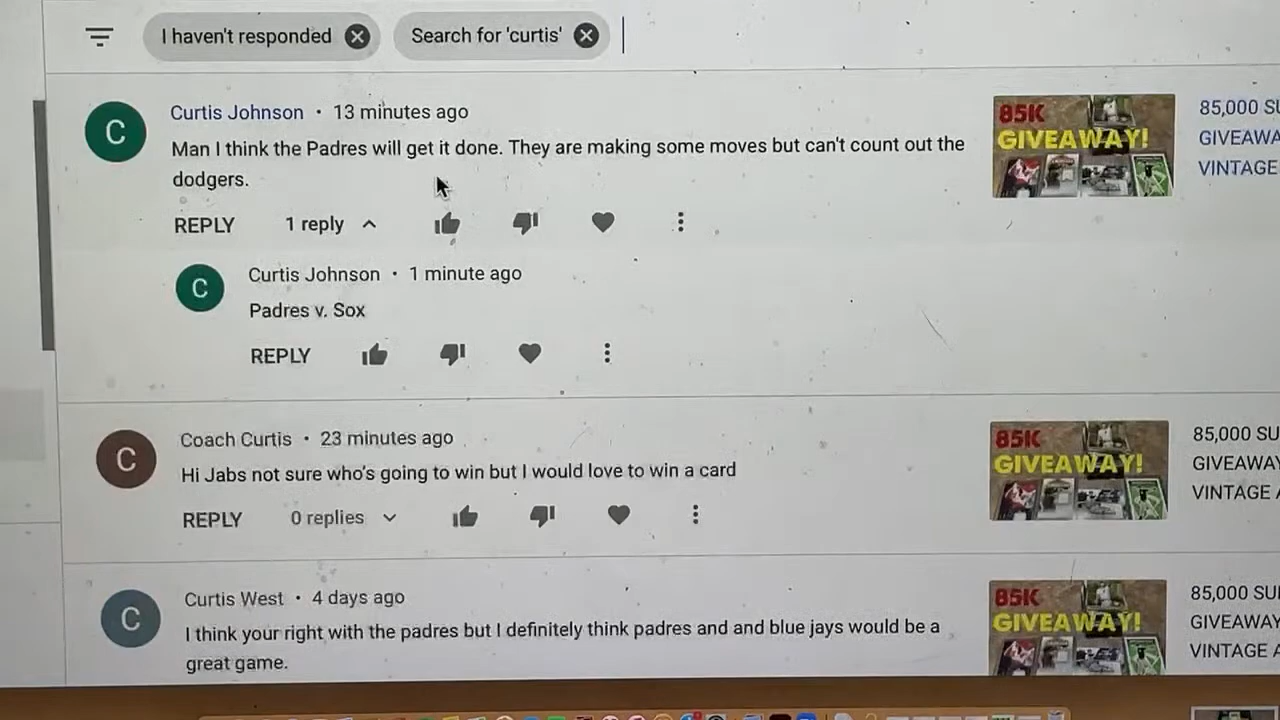 I haven't responded
Search for 'curtis'
Curtis Johnson • 13 minutes ago
Man I think the Padres will get it done. They are making some moves but can't count out the
dodgers.
REPLY 1 reply
85K
GIVEAWAY!
85,000 SU
GIVEAWA
VINTAGE
C
Curtis Johnson • 1 minute ago
Padres v. Sox
REPLY
C
Coach Curtis • 23 minutes ago
Hi Jabs not sure who's going to win but I would love to win a card
REPLY 0 replies
C
85K
GIVEAWAY!
85,000 SU
GIVEAWAY
VINTAGE A
Curtis West • 4 days ago
I think your right with the padres but I definitely think padres and and blue jays would be a
great game.
C
85K
GIVEAWAY!
85,000 SU
GIVEAWAY
VINTAGE A